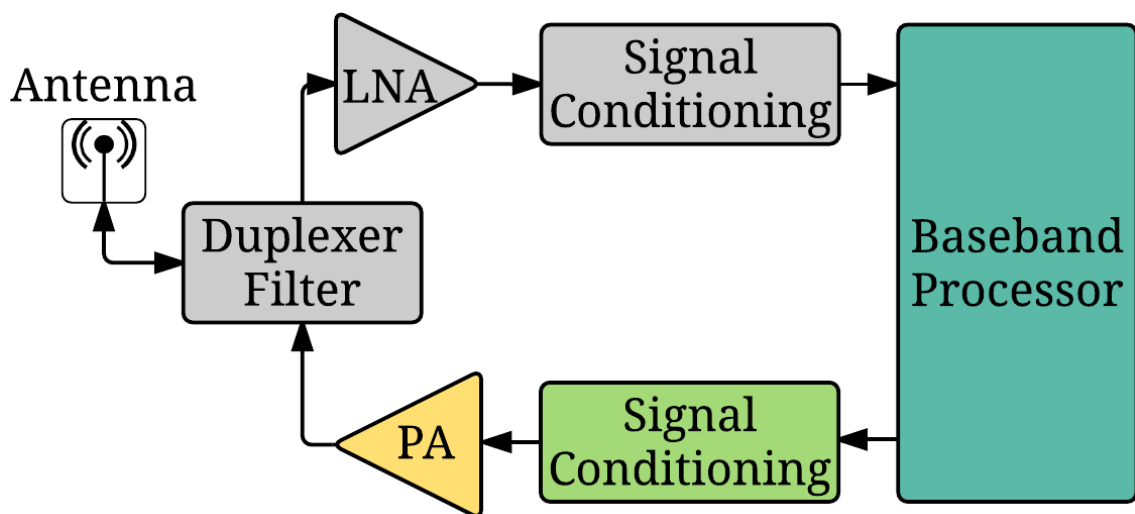 Antenna
LNA
Signal
Conditioning
Duplexer
Filter
Baseband
Processor
PA
Signal
Conditioning